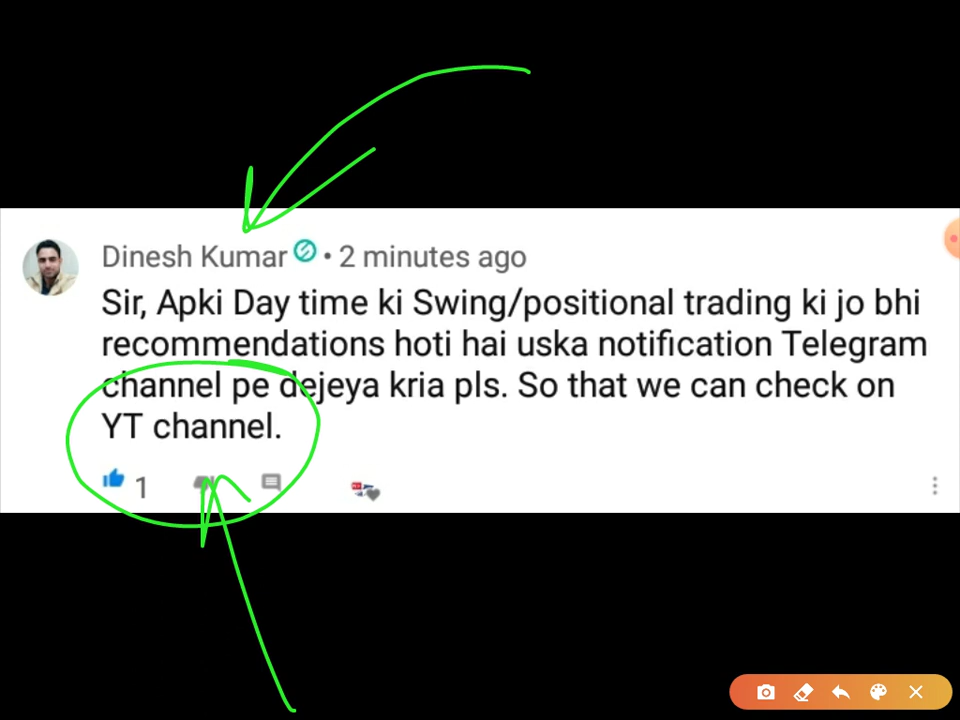 Dinesh Kumar • 2 minutes ago
Sir, Apki Day time ki Swing/positional trading ki jo bhi
recommendations hoti hai uska notification Telegram
channel pe dejeya kria pls. So that we can check on
YT channel.
1